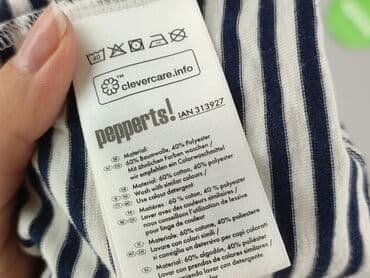 40
clevercare.info
pepperts!
IAN 313927
Material:
60% Baumwolle, 40% Polyester
Mit ähnlichen Farben waschen /
wir empfehlen ein Colorwaschmittel
Material: 60% cotton, 40% polyester
Wash with similar colours /
Use colour detergent
Matières : 60% coton, 40% polyester
Laver avec des couleurs similaires /
nous conseillons l'utilisation de lessive
pour linge de couleur
Materiale: 60% cotone, 40% poliestere
Lavare con colori simili /
si consiglia un detersivo per capi colorati
Material: 60% algodón, 40% poliéster
Lavar con prendas de colores similares /